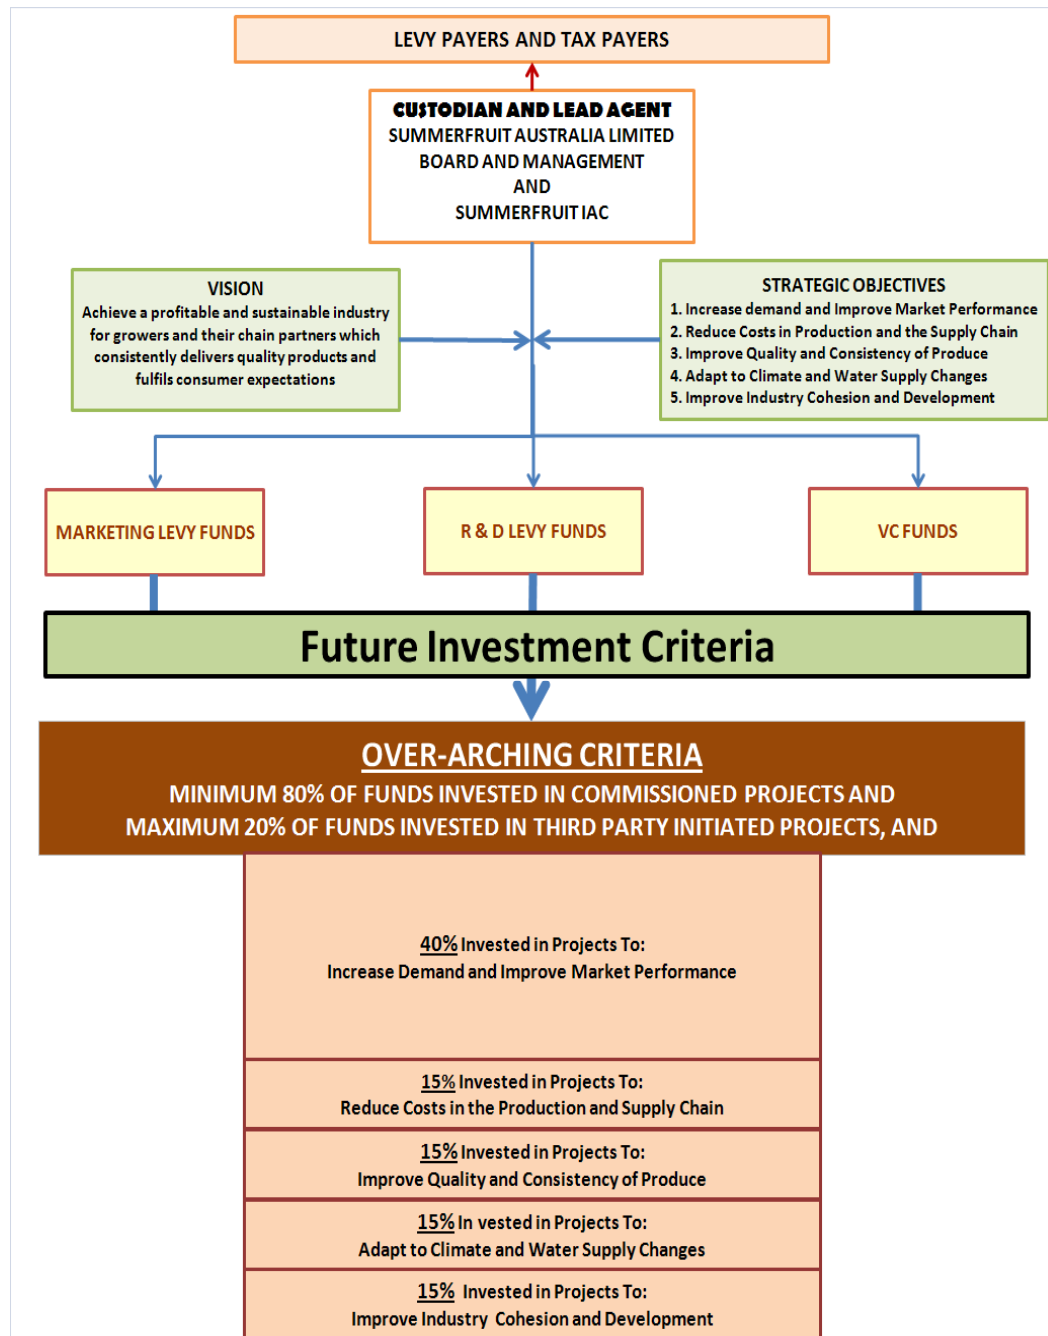 LEVY PAYERS AND TAX PAYERS
CUSTODIAN AND LEAD AGENT
SUMMERFRUIT AUSTRALIA LIMITED
BOARD AND MANAGEMENT
AND
SUMMERFRUIT IAC
VISION
Achieve a profitable and sustainable industry
for growers and their chain partners which
consistently delivers quality products and
fulfils consumer expectations
STRATEGIC OBJECTIVES
1. Increase demand and Improve Market Performance
2. Reduce Costs in Production and the Supply Chain
3. Improve Quality and Consistency of Produce
4. Adapt to Climate and Water Supply Changes
5. Improve Industry Cohesion and Development
MARKETING LEVY FUNDS
R & D LEVY FUNDS
VC FUNDS
Future Investment Criteria
OVER-ARCHING CRITERIA
MINIMUM 80% OF FUNDS INVESTED IN COMMISSIONED PROJECTS AND
MAXIMUM 20% OF FUNDS INVESTED IN THIRD PARTY INITIATED PROJECTS, AND
40% Invested in Projects To:
Increase Demand and Improve Market Performance
15% Invested in Projects To:
Reduce Costs in the Production and Supply Chain
15% Invested in Projects To:
Improve Quality and Consistency of Produce
15% In vested in Projects To:
Adapt to Climate and Water Supply Changes
15% Invested in Projects To:
Improve Industry Cohesion and Development